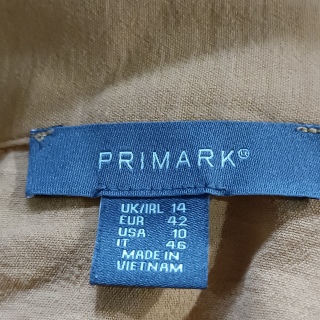 PRIMARK®
UK/IRL 14
EUR 42
USA 10
IT 46
MADE IN
VIETNAM